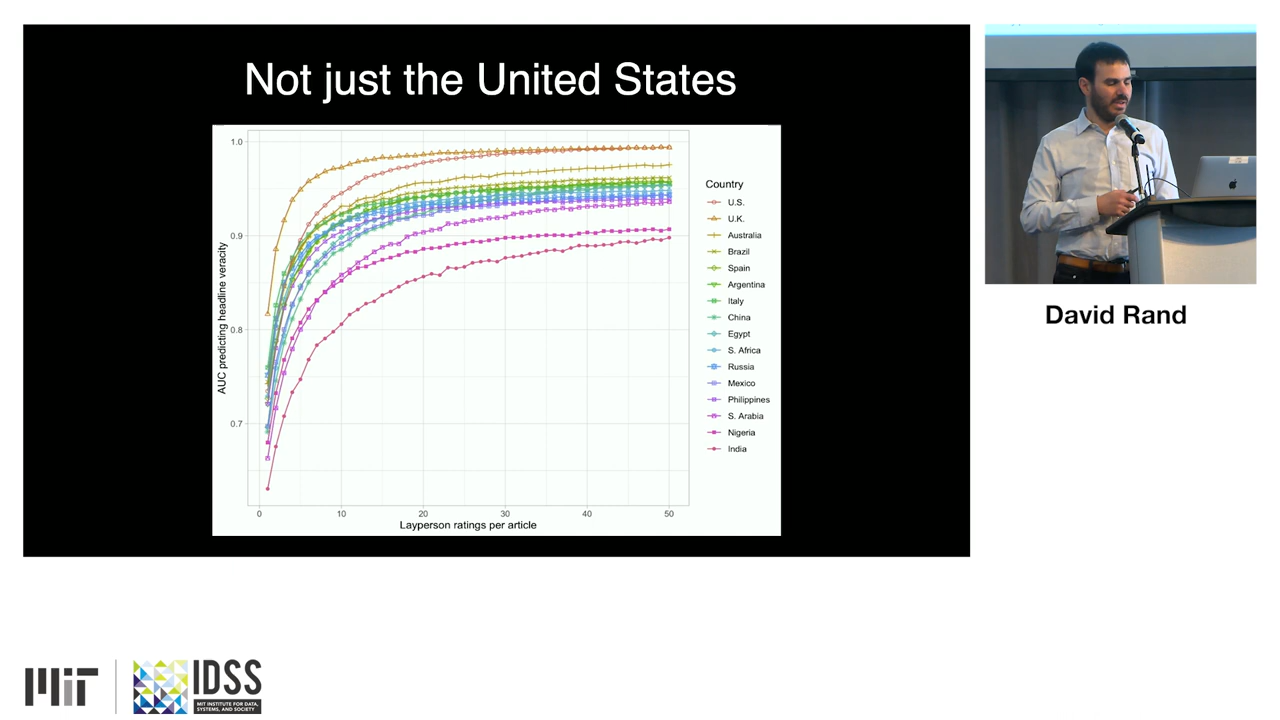 Not just the United States
1.0
0.9
0.8
0.7
AUC predicting headline veracity
0
10
20
30
40
50
Layperson ratings per article
Country
U.S.
U.K.
Australia
Brazil
Spain
Argentina
Italy
China
Egypt
S. Africa
Russia
Mexico
Philippines
S. Arabia
Nigeria
India
David Rand
MIT
IDSS
MIT INSTITUTE FOR DATA,
SYSTEMS, AND SOCIETY